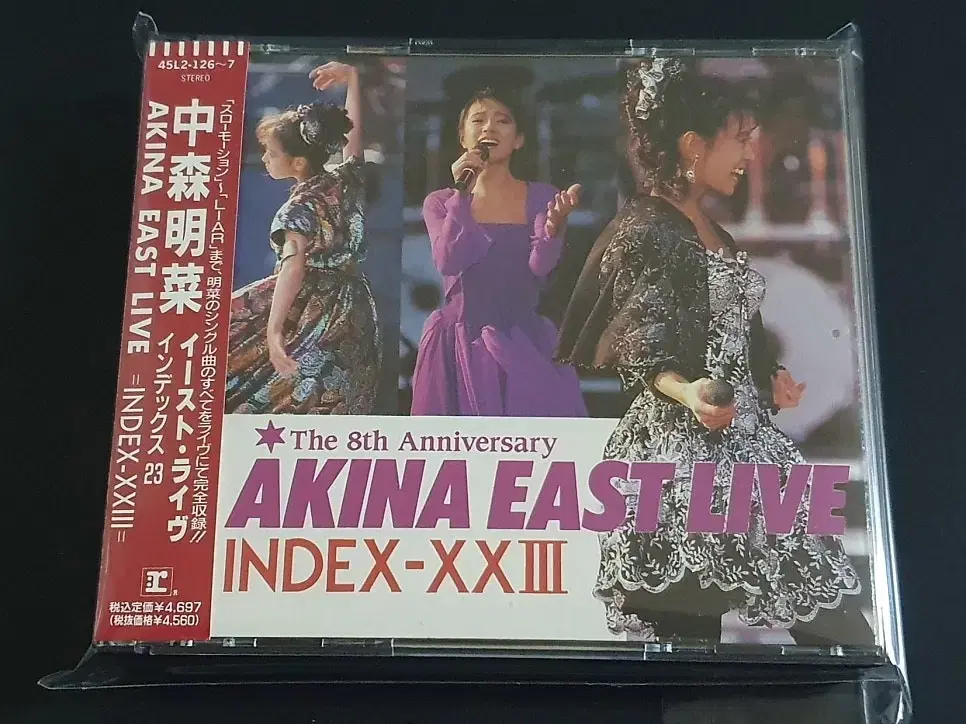 45L2-126~7
STEREO
「スローモーション」~「LIAR」まで、明菜のシングル曲のすべてをライヴにて完全収録!!
中森明菜 イースト・ライヴ
インデックス23
AKINA EAST LIVE =INDEX-XXIII=
R
税込定価¥4,697
(税抜価格¥4,560)
The 8th Anniversary
AKINA EAST LIVE
INDEX-XXIII